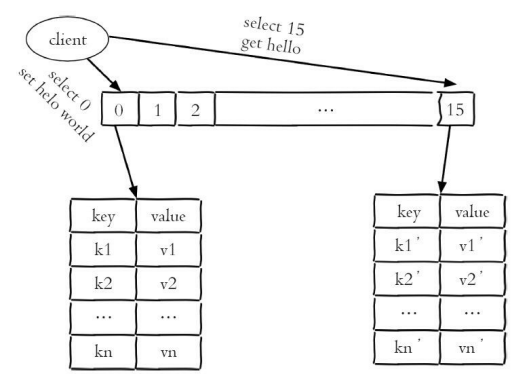 select 15
get hello
client
select 0
set helo world
0 1 2 ... 15
key value
k1 v1
k2 v2
... ...
kn vn
key value
k1 ' v1 '
k2 ' v2 '
... ...
kn ' vn '